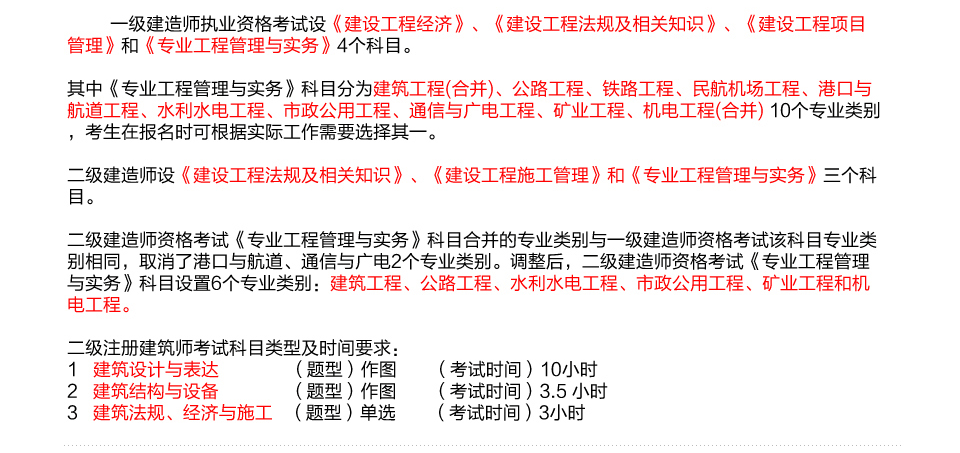 一级建造师执业资格考试设《建设工程经济》、《建设工程法规及相关知识》、《建设工程项目
管理》和《专业工程管理与实务》4个科目。
其中《专业工程管理与实务》科目分为建筑工程(合并)、公路工程、铁路工程、民航机场工程、港口与
航道工程、水利水电工程、市政公用工程、通信与广电工程、矿业工程、机电工程(合并) 10个专业类别
，考生在报名时可根据实际工作需要选择其一。
二级建造师设《建设工程法规及相关知识》、《建设工程施工管理》和《专业工程管理与实务》三个科
目。
二级建造师资格考试《专业工程管理与实务》科目合并的专业类别与一级建造师资格考试该科目专业类
别相同，取消了港口与航道、通信与广电2个专业类别。调整后，二级建造师资格考试《专业工程管理
与实务》科目设置6个专业类别：建筑工程、公路工程、水利水电工程、市政公用工程、矿业工程和机
电工程。
二级注册建筑师考试科目类型及时间要求：
1 建筑设计与表达 （题型）作图 （考试时间）10小时
2 建筑结构与设备 （题型）作图 （考试时间）3.5 小时
3 建筑法规、经济与施工 （题型）单选 （考试时间）3小时